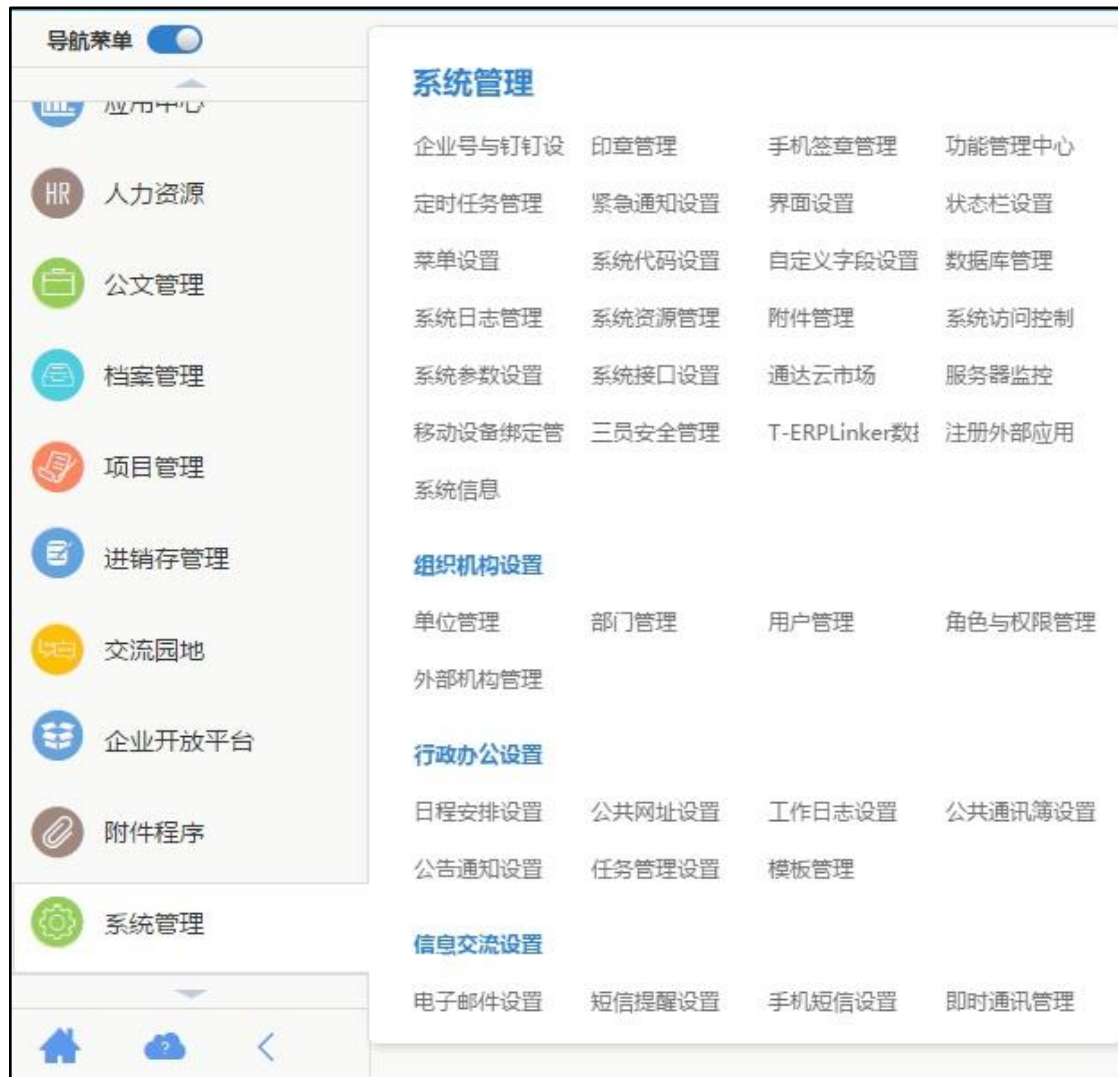 导航菜单
应用中心
HR 人力资源
公文管理
档案管理
项目管理
进销存管理
交流园地
企业开放平台
附件程序
系统管理
系统管理
企业号与钉钉设 印章管理 手机签章管理 功能管理中心
定时任务管理 紧急通知设置 界面设置 状态栏设置
菜单设置 系统代码设置 自定义字段设置 数据库管理
系统日志管理 系统资源管理 附件管理 系统访问控制
系统参数设置 系统接口设置 通达云市场 服务器监控
移动设备绑定管 三员安全管理 T-ERPLinker数 注册外部应用
系统信息
组织机构设置
单位管理 部门管理 用户管理 角色与权限管理
外部机构管理
行政办公设置
日程安排设置 公共网址设置 工作日志设置 公共通讯簿设置
公告通知设置 任务管理设置 模板管理
信息交流设置
电子邮件设置 短信提醒设置 手机短信设置 即时通讯管理